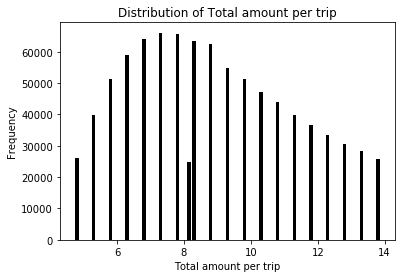 Distribution of Total amount per trip
60000
50000
40000
30000
20000
10000
0
Frequency
6 8 10 12 14
Total amount per trip